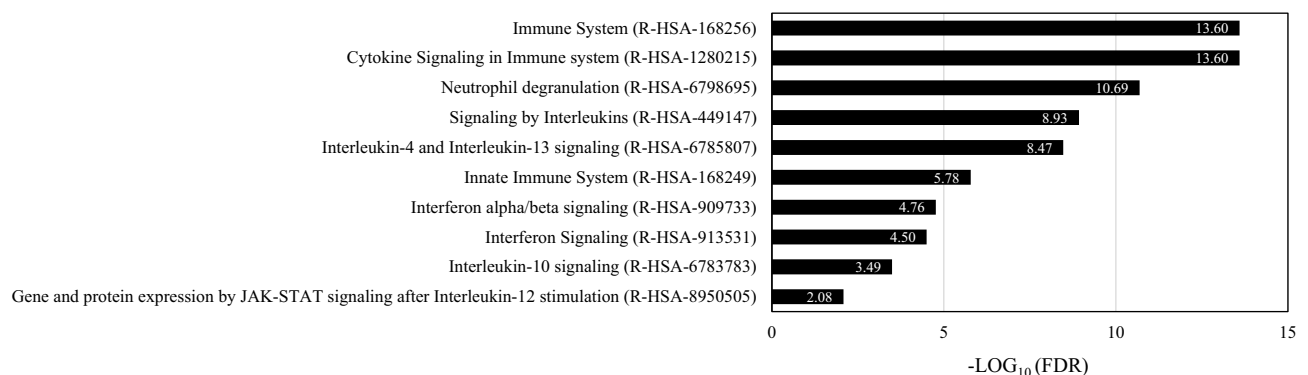 Immune System (R-HSA-168256) 13.60
Cytokine Signaling in Immune system (R-HSA-1280215) 13.60
Neutrophil degranulation (R-HSA-6798695) 10.69
Signaling by Interleukins (R-HSA-449147) 8.93
Interleukin-4 and Interleukin-13 signaling (R-HSA-6785807) 8.47
Innate Immune System (R-HSA-168249) 5.78
Interferon alpha/beta signaling (R-HSA-909733) 4.76
Interferon Signaling (R-HSA-913531) 4.50
Interleukin-10 signaling (R-HSA-6783783) 3.49
Gene and protein expression by JAK-STAT signaling after Interleukin-12 stimulation (R-HSA-8950505) 2.08
0 5 10 15
-LOG₁₀ (FDR)